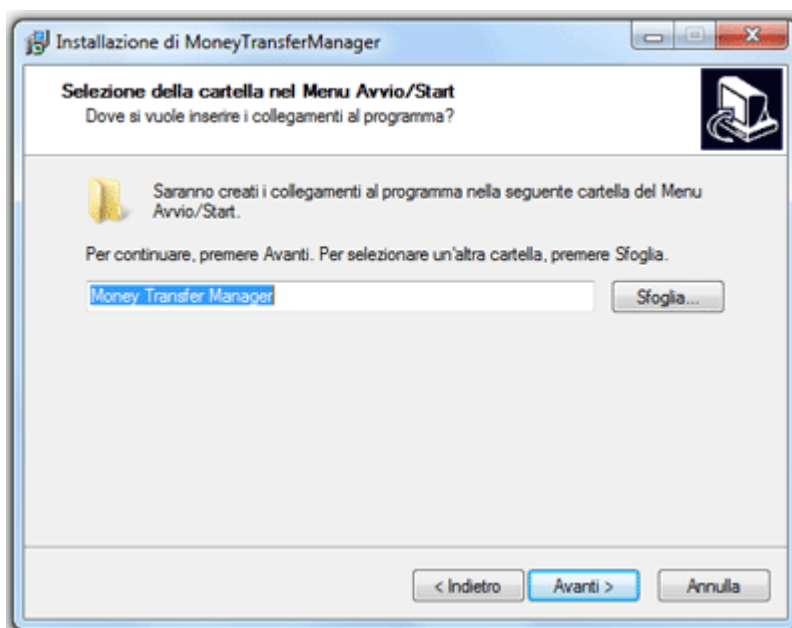 Installazione di MoneyTransferManager
Selezione della cartella nel Menu Avvio/Start
Dove si vuole inserire i collegamenti al programma?
Saranno creati i collegamenti al programma nella seguente cartella del Menu
Avvio/Start.
Per continuare, premere Avanti. Per selezionare un'altra cartella, premere Sfoglia.
Money Transfer Manager
Sfoglia...
< Indietro
Avanti >
Annulla